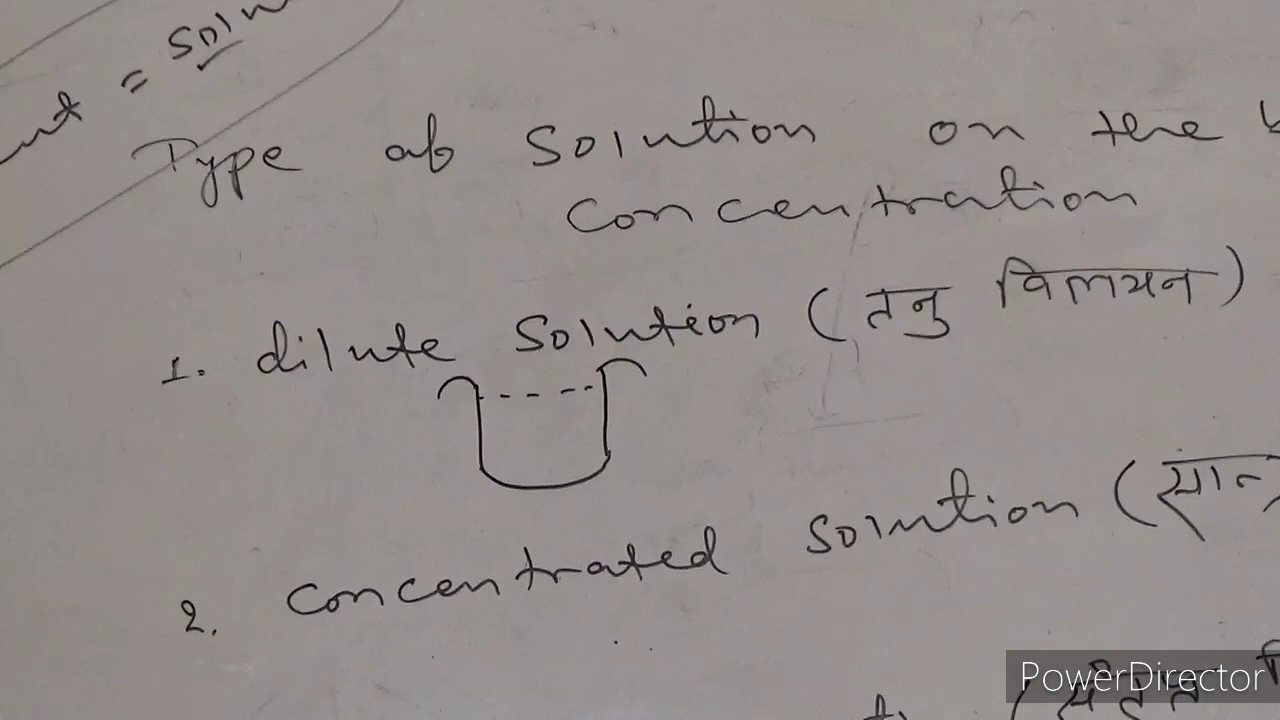 = Soln
Type of Solution on the
Concentration
1. dilute Solution (तनु विलयन)
2. Concentrated Solution (सान्
PowerDirector